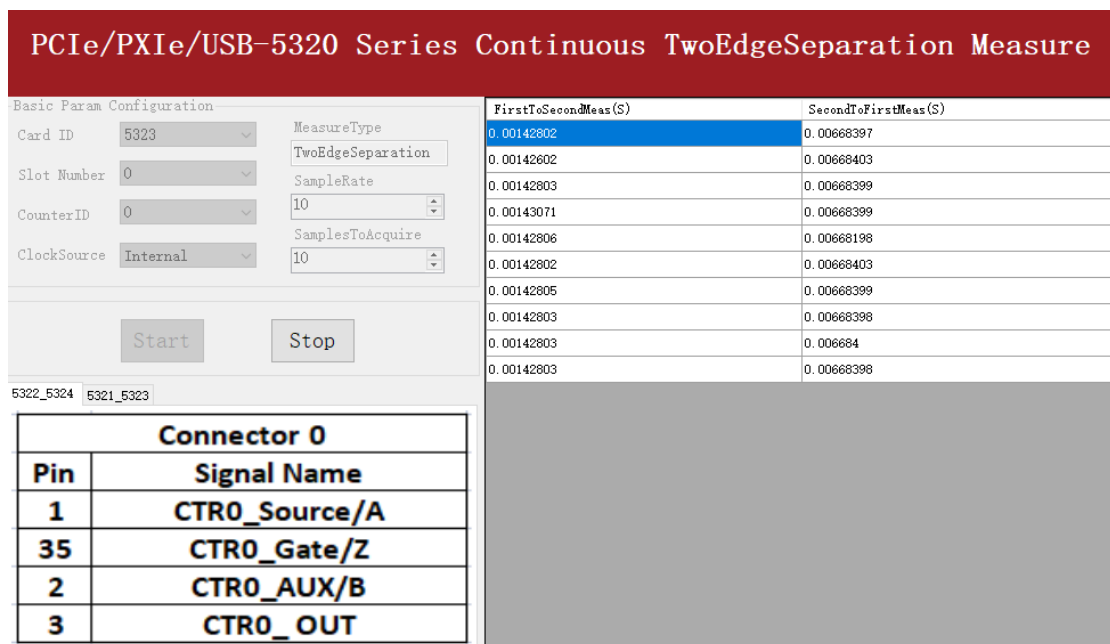 PCIe/PXIe/USB-5320 Series Continuous TwoEdgeSeparation Measure
Basic Param Configuration
Card ID 5323
Slot Number 0
CounterID 0
ClockSource Internal
MeasureType
TwoEdgeSeparation
SampleRate
10
SamplesToAcquire
10
Start Stop
FirstToSecondMeas(S) SecondToFirstMeas(S)
0.00142802 0.00668397
0.00142602 0.00668403
0.00142803 0.00668399
0.00143071 0.00668399
0.00142806 0.00668198
0.00142802 0.00668403
0.00142805 0.00668399
0.00142803 0.00668398
0.00142803 0.006684
0.00142803 0.00668398
5322_5324 5321_5323
Connector 0
Pin Signal Name
1 CTR0_Source/A
35 CTR0_Gate/Z
2 CTR0_AUX/B
3 CTR0_ OUT